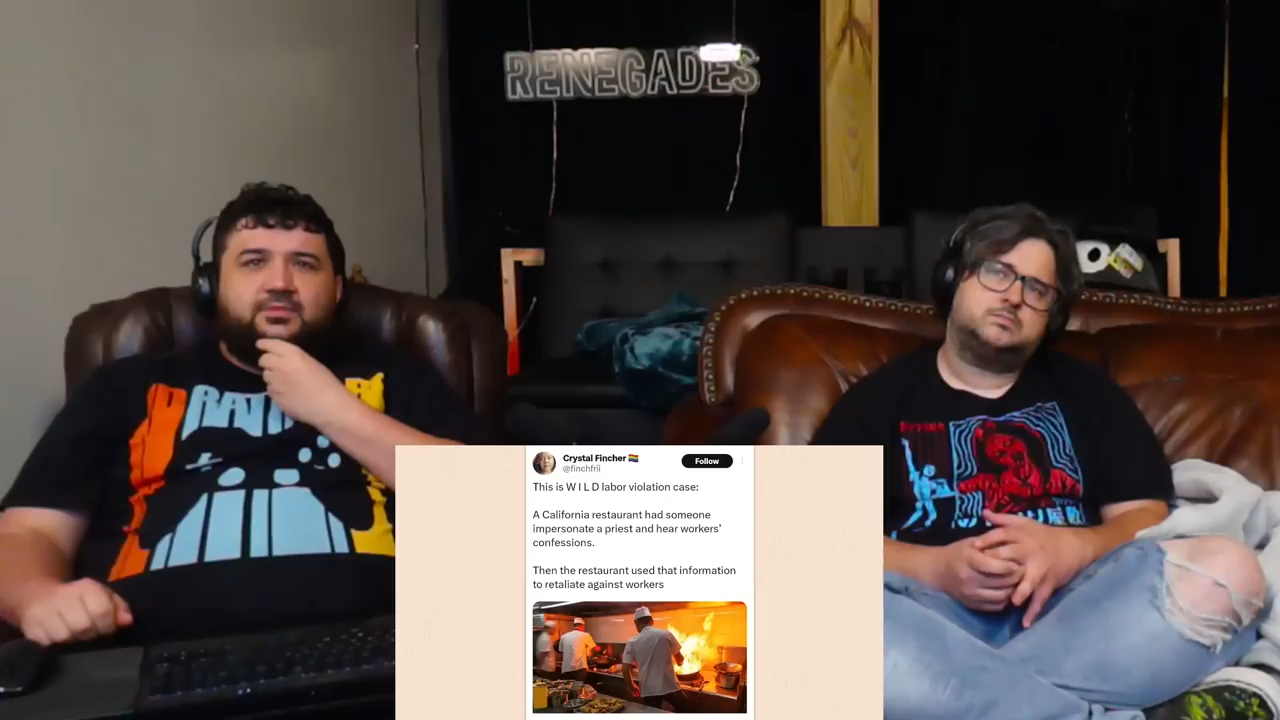 RENEGADES
Crystal Fincher 🏳️‍🌈
@finchfrii
Follow
This is W I L D labor violation case:
A California restaurant had someone
impersonate a priest and hear workers'
confessions.
Then the restaurant used that information
to retaliate against workers